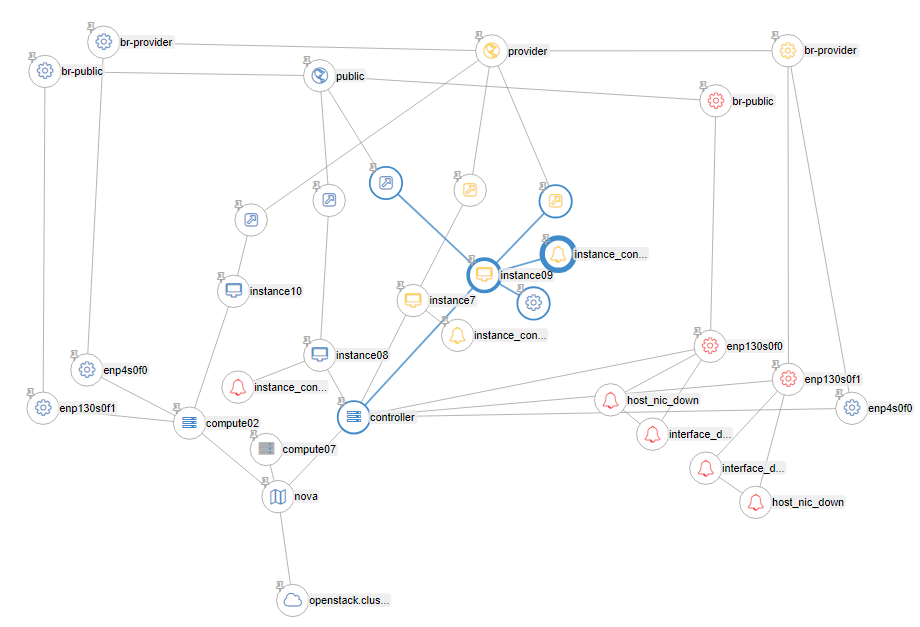 br-provider
provider
br-provider
br-public
public
br-public
instance_con...
instance09
instance10
instance7
instance_con...
enp130s0f0
instance08
enp4s0f0
enp130s0f1
instance_con...
host_nic_down
enp130s0f1
enp4s0f0
controller
compute02
interface_d...
compute07
interface_d...
nova
host_nic_down
openstack.clus...